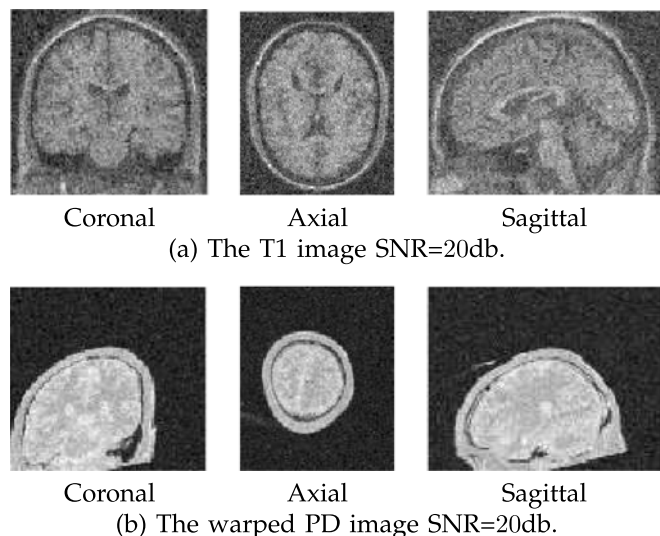 Coronal Axial Sagittal
(a) The T1 image SNR=20db.
Coronal Axial Sagittal
(b) The warped PD image SNR=20db.